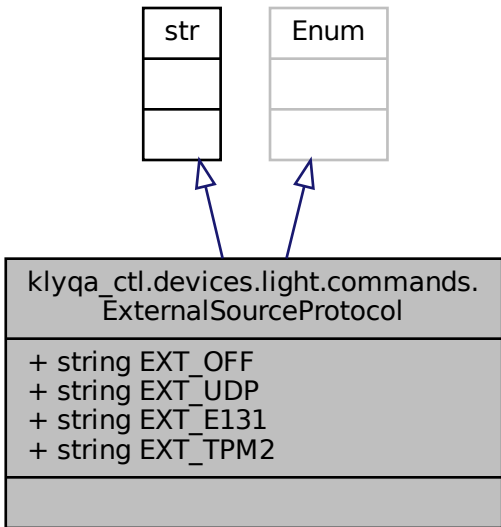 str
Enum
klyqa_ctl.devices.light.commands.
ExternalSourceProtocol
+ string EXT_OFF
+ string EXT_UDP
+ string EXT_E131
+ string EXT_TPM2